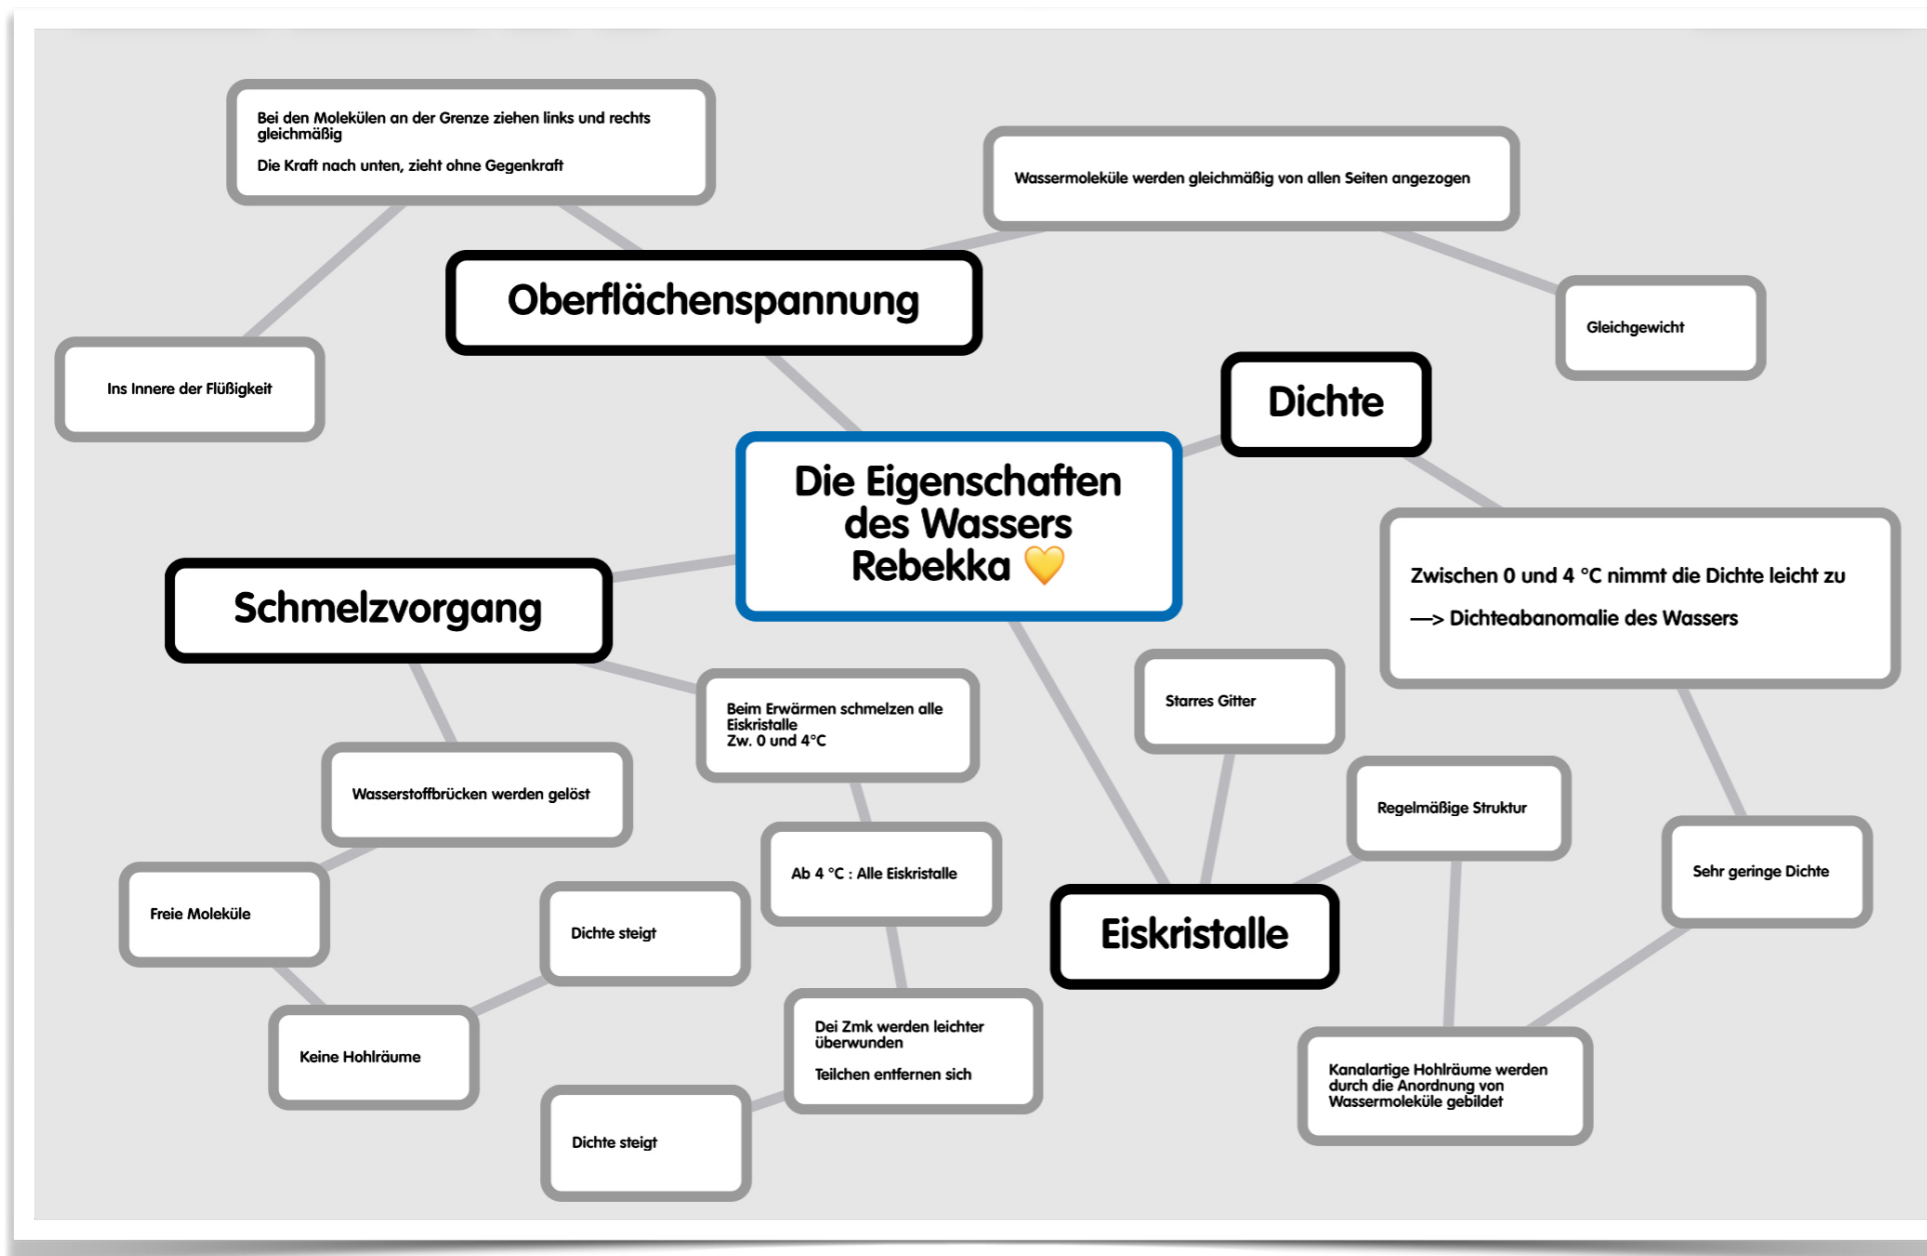 Bei den Molekülen an der Grenze ziehen links und rechts
gleichmäßig
Die Kraft nach unten, zieht ohne Gegenkraft
Wassermoleküle werden gleichmäßig von allen Seiten angezogen
Oberflächenspannung
Gleichgewicht
Ins Innere der Flüßigkeit
Dichte
Die Eigenschaften
des Wassers
Rebekka 💛
Zwischen 0 und 4 °C nimmt die Dichte leicht zu
—> Dichteabanomalie des Wassers
Schmelzvorgang
Starres Gitter
Beim Erwärmen schmelzen alle
Eiskristalle
Zw. 0 und 4°C
Wasserstoffbrücken werden gelöst
Regelmäßige Struktur
Ab 4 °C : Alle Eiskristalle
Sehr geringe Dichte
Freie Moleküle
Dichte steigt
Eiskristalle
Keine Hohlräume
Dei Zmk werden leichter
überwunden
Teilchen entfernen sich
Kanalartige Hohlräume werden
durch die Anordnung von
Wassermoleküle gebildet
Dichte steigt